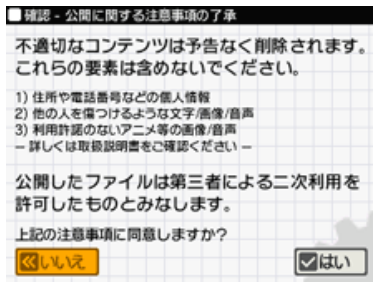 確認 - 公開に関する注意事項の了承
不適切なコンテンツは予告なく削除されます。
これらの要素は含めないでください。
1) 住所や電話番号などの個人情報
2) 他の人を傷つけるような文字/画像/音声
3) 利用許諾のないアニメ等の画像/音声
― 詳しくは取扱説明書をご確認ください ―
公開したファイルは第三者による二次利用を
許可したものとみなします。
上記の注意事項に同意しますか?
いいえ はい